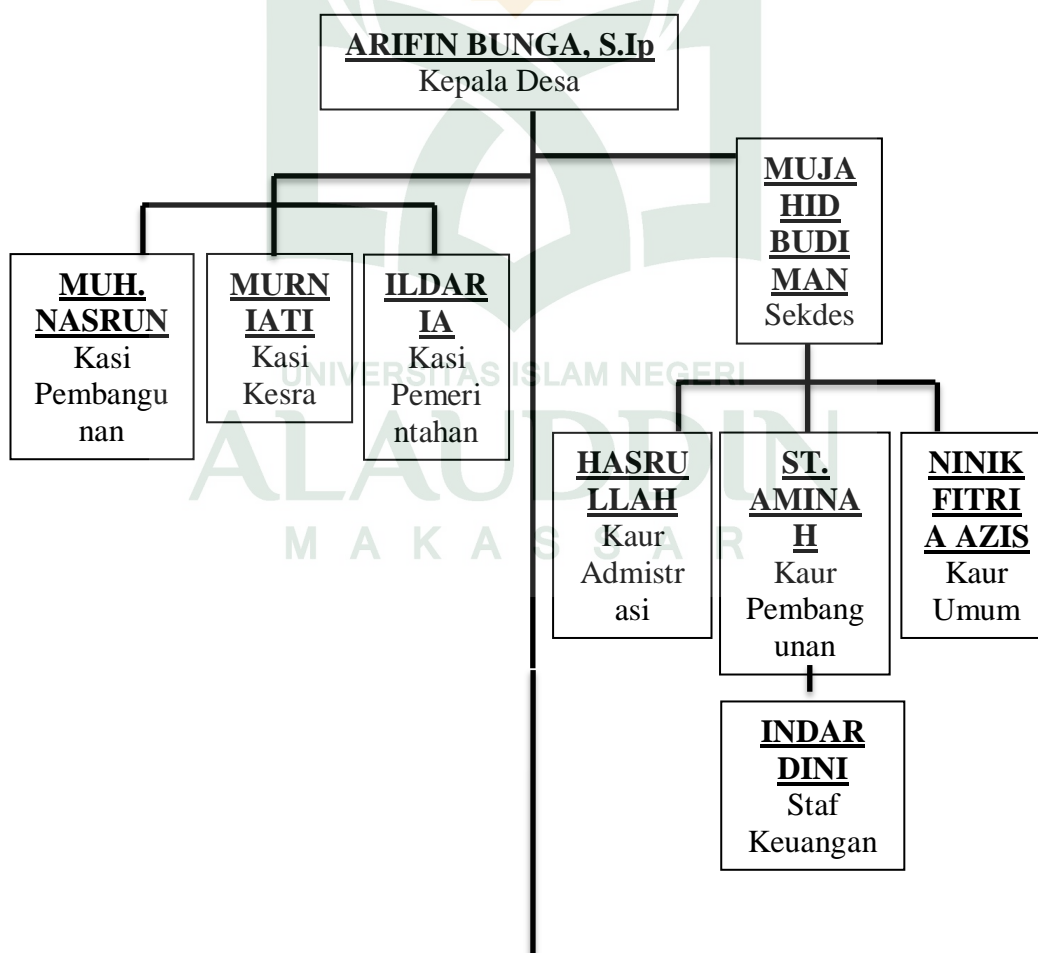 ARIFIN BUNGA, S.Ip
Kepala Desa
MUJA
HID
BUDI
MAN
Sekdes
MUH.
NASRUN
Kasi
Pembangu
nan
MURN
IATI
Kasi
Kesra
ILDAR
IA
Kasi
Pemeri
ntahan
UNIVERSITAS ISLAM NEGERI
ALAUDDIN
MAKASSAR
HASRU
LLAH
Kaur
Admistr
asi
ST.
AMINA
H
Kaur
Pembang
unan
NINIK
FITRI
A AZIS
Kaur
Umum
INDAR
DINI
Staf
Keuangan